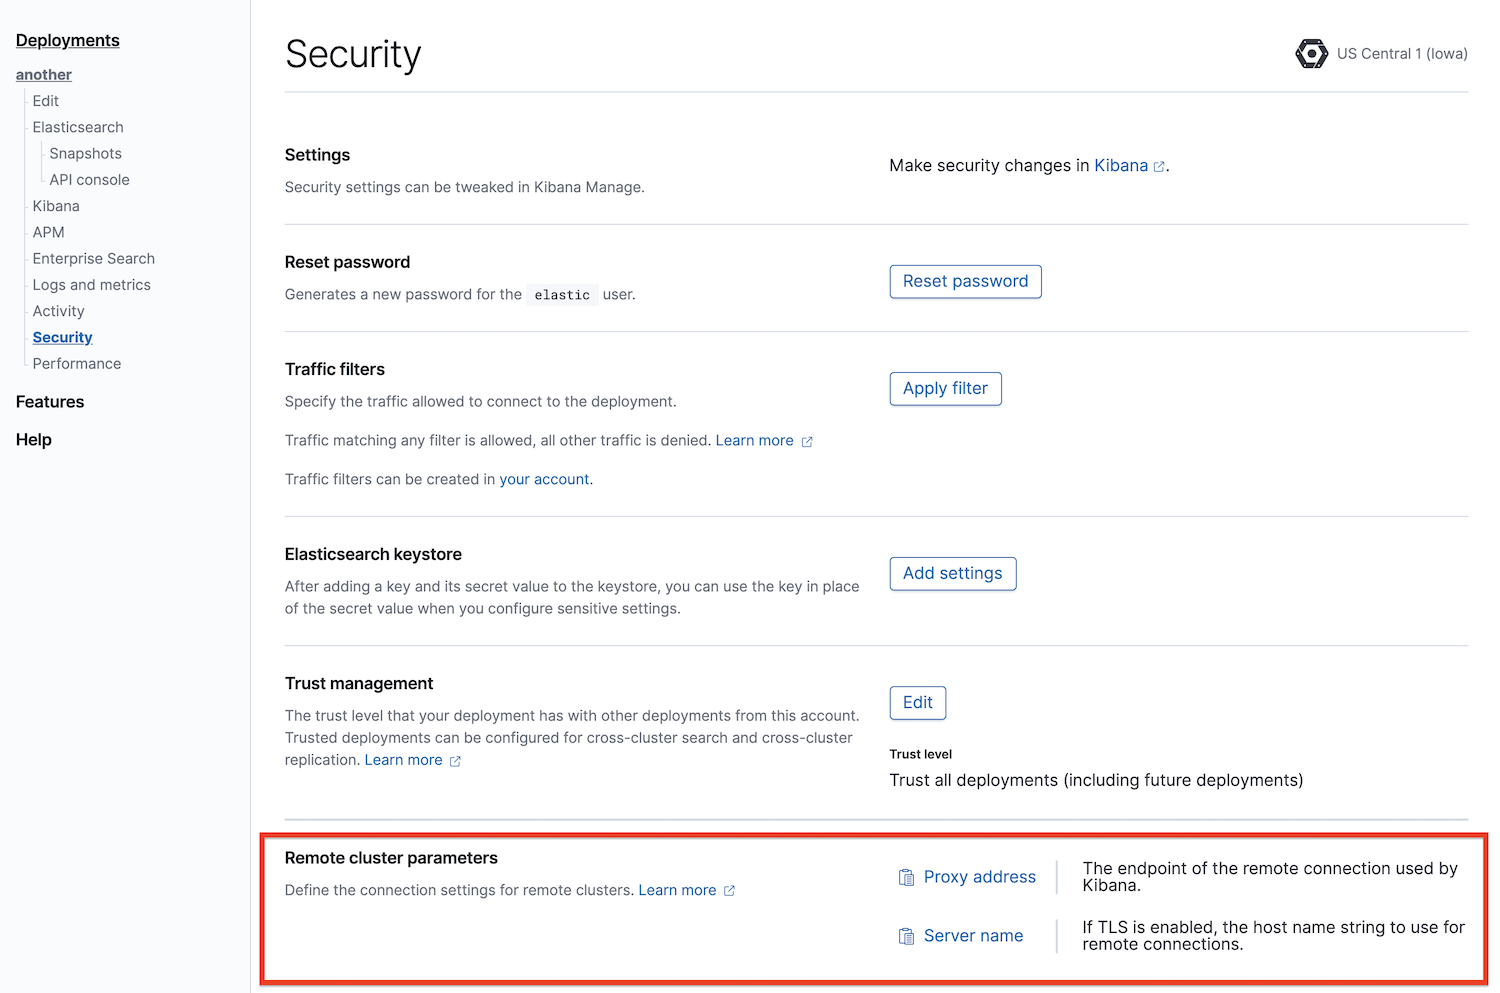 Deployments
another
Edit
Elasticsearch
Snapshots
API console
Kibana
APM
Enterprise Search
Logs and metrics
Activity
Security
Performance
Features
Help
Security
US Central 1 (Iowa)
Settings
Security settings can be tweaked in Kibana Manage.
Make security changes in Kibana.
Reset password
Generates a new password for the elastic user.
Reset password
Traffic filters
Specify the traffic allowed to connect to the deployment.
Traffic matching any filter is allowed, all other traffic is denied. Learn more
Traffic filters can be created in your account.
Apply filter
Elasticsearch keystore
After adding a key and its secret value to the keystore, you can use the key in place
of the secret value when you configure sensitive settings.
Add settings
Trust management
The trust level that your deployment has with other deployments from this account.
Trusted deployments can be configured for cross-cluster search and cross-cluster
replication. Learn more
Edit
Trust level
Trust all deployments (including future deployments)
Remote cluster parameters
Define the connection settings for remote clusters. Learn more
Proxy address
The endpoint of the remote connection used by
Kibana.
Server name
If TLS is enabled, the host name string to use for
remote connections.